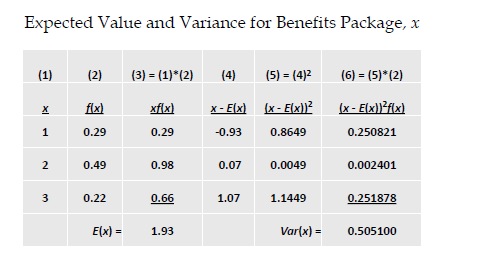 Expected Value and Variance for Benefits Package, x
(1) (2) (3) = (1)*(2) (4) (5) = (4)² (6) = (5)*(2)
x f(x) xf(x) x - E(x) (x - E(x))² (x - E(x))²f(x)
1 0.29 0.29 -0.93 0.8649 0.250821
2 0.49 0.98 0.07 0.0049 0.002401
3 0.22 0.66 1.07 1.1449 0.251878
E(x) = 1.93 Var(x) = 0.505100